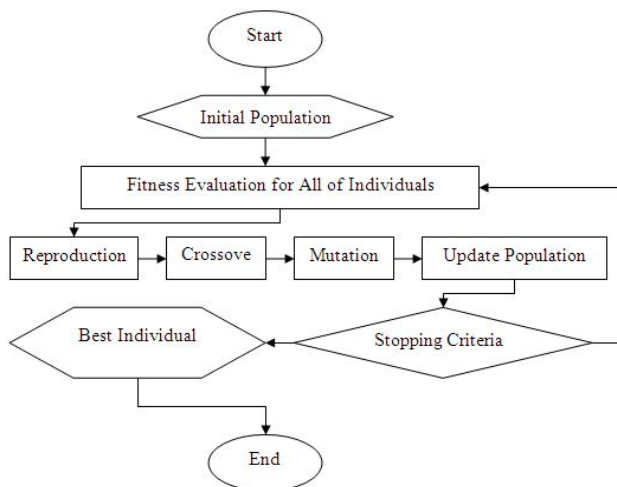 Start
Initial Population
Fitness Evaluation for All of Individuals
Reproduction
Crossove
Mutation
Update Population
Best Individual
Stopping Criteria
End